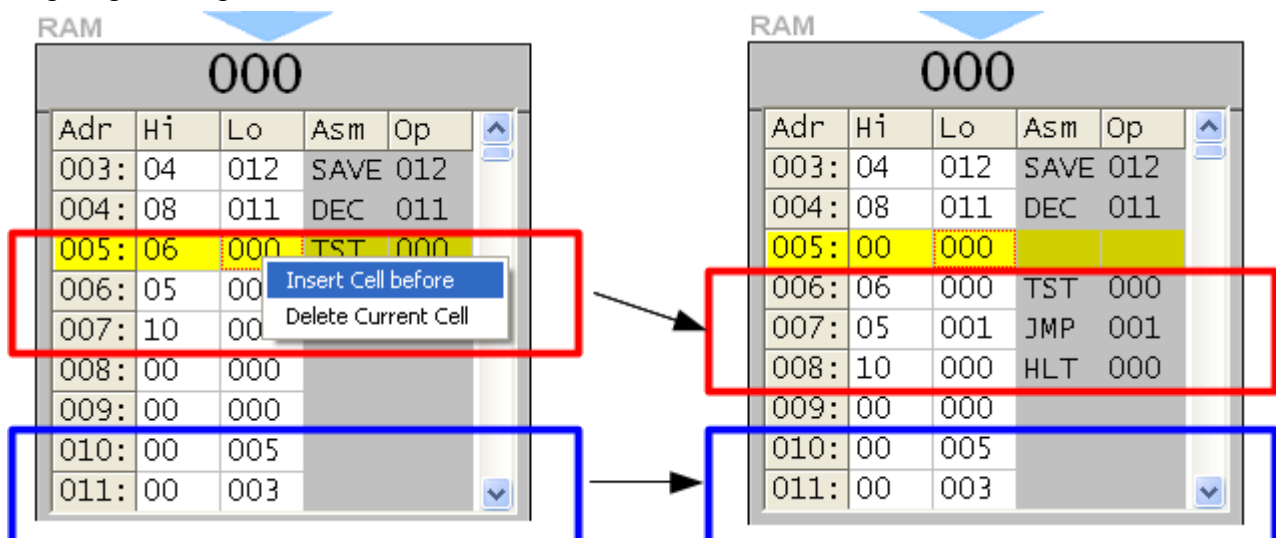 RAM
000
Adr Hi Lo Asm Op
003: 04 012 SAVE 012
004: 08 011 DEC 011
005: 06 000 TST 000
006: 05 00
007: 10 00
Insert Cell before
Delete Current Cell
008: 00 000
009: 00 000
010: 00 005
011: 00 003
RAM
000
Adr Hi Lo Asm Op
003: 04 012 SAVE 012
004: 08 011 DEC 011
005: 00 000
006: 06 000 TST 000
007: 05 001 JMP 001
008: 10 000 HLT 000
009: 00 000
010: 00 005
011: 00 003